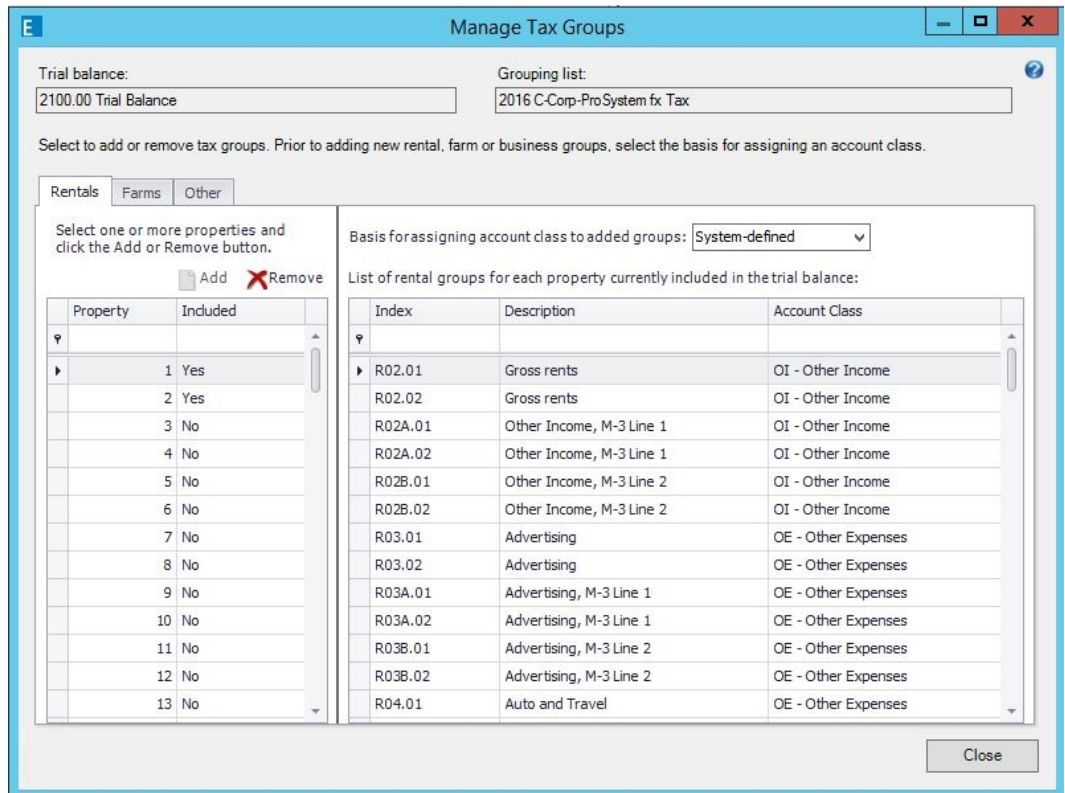 E
Manage Tax Groups
X
Trial balance:
Grouping list:
2100.00 Trial Balance
2016 C-Corp-ProSystem fx Tax
Select to add or remove tax groups. Prior to adding new rental, farm or business groups, select the basis for assigning an account class.
Rentals Farms Other
Select one or more properties and
click the Add or Remove button.
Add Remove
Basis for assigning account class to added groups: System-defined
List of rental groups for each property currently included in the trial balance:
Property Included
Index Description Account Class
1 Yes R02.01 Gross rents OI - Other Income
2 Yes R02.02 Gross rents OI - Other Income
3 No R02A.01 Other Income, M-3 Line 1 OI - Other Income
4 No R02A.02 Other Income, M-3 Line 1 OI - Other Income
5 No R02B.01 Other Income, M-3 Line 2 OI - Other Income
6 No R02B.02 Other Income, M-3 Line 2 OI - Other Income
7 No R03.01 Advertising OE - Other Expenses
8 No R03.02 Advertising OE - Other Expenses
9 No R03A.01 Advertising, M-3 Line 1 OE - Other Expenses
10 No R03A.02 Advertising, M-3 Line 1 OE - Other Expenses
11 No R03B.01 Advertising, M-3 Line 2 OE - Other Expenses
12 No R03B.02 Advertising, M-3 Line 2 OE - Other Expenses
13 No R04.01 Auto and Travel OE - Other Expenses
Close